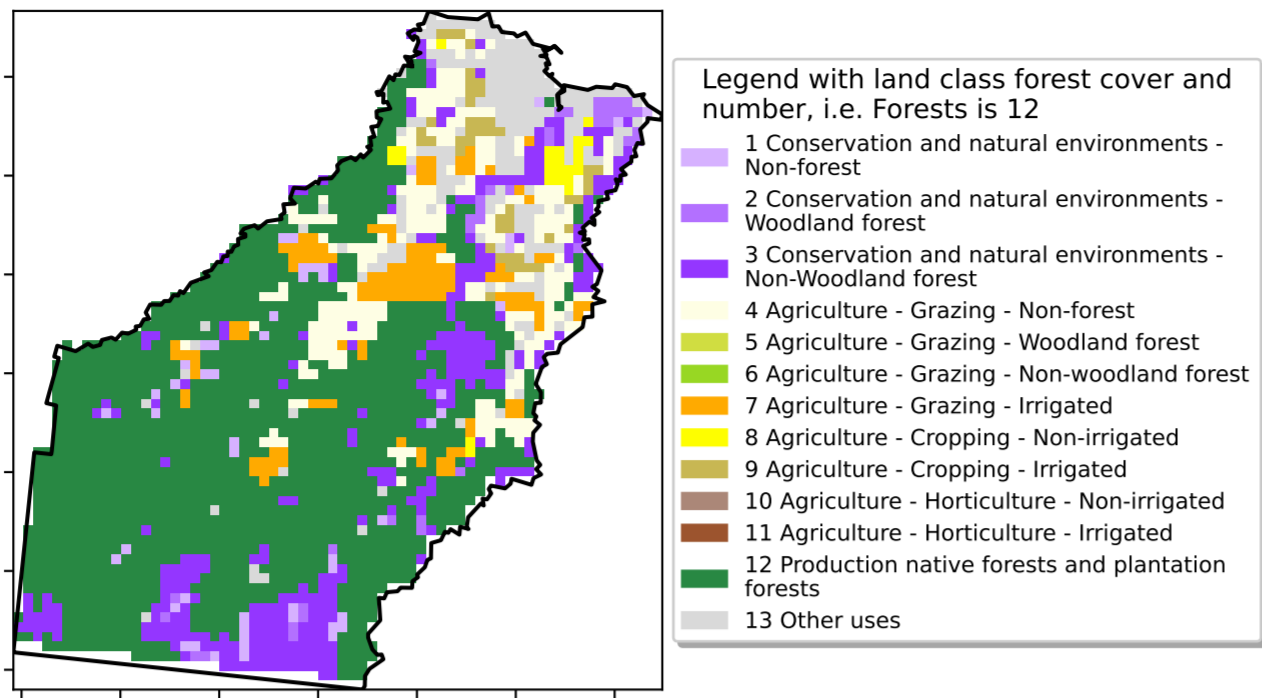 Legend with land class forest cover and
number, i.e. Forests is 12
1 Conservation and natural environments -
Non-forest
2 Conservation and natural environments -
Woodland forest
3 Conservation and natural environments -
Non-Woodland forest
4 Agriculture - Grazing - Non-forest
5 Agriculture - Grazing - Woodland forest
6 Agriculture - Grazing - Non-woodland forest
7 Agriculture - Grazing - Irrigated
8 Agriculture - Cropping - Non-irrigated
9 Agriculture - Cropping - Irrigated
10 Agriculture - Horticulture - Non-irrigated
11 Agriculture - Horticulture - Irrigated
12 Production native forests and plantation
forests
13 Other uses